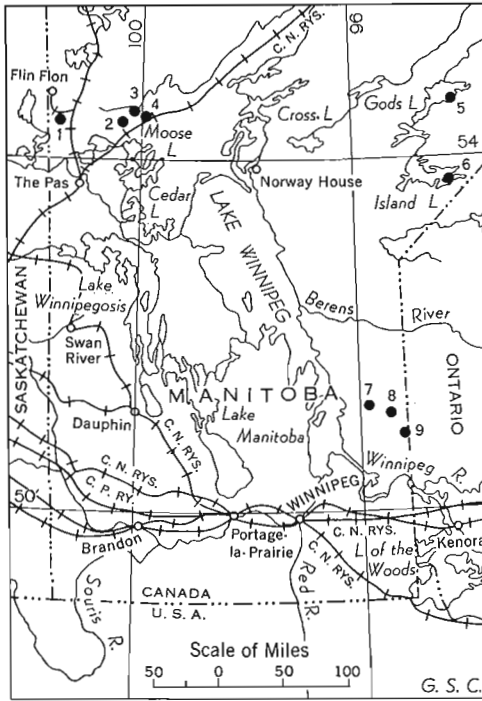 100
96
C. N. RYS.
Flin Flon
3
4
1
2
Moose
L
Cross L
Gods L
5
54
The Pas
Norway House
6
Island L
Cedar
L
LAKE WINNIPEG
SASKATCHEWAN
Lake
Winnipegosis
Berens
River
Swan
River
ONTARIO
MANITOBA
7
8
9
Lake
Manitoba
Dauphin
C. N. RYS.
C. N. RYS.
C. P. RY.
Winnipeg R.
50
WINNIPEG
Brandon
Portage-
la-Prairie
C. N. RYS.
Kenora
C. N. RYS.
L of the
Woods
Souris R.
Red R.
CANADA
U. S. A.
Scale of Miles
50 0 50 100
G. S. C.